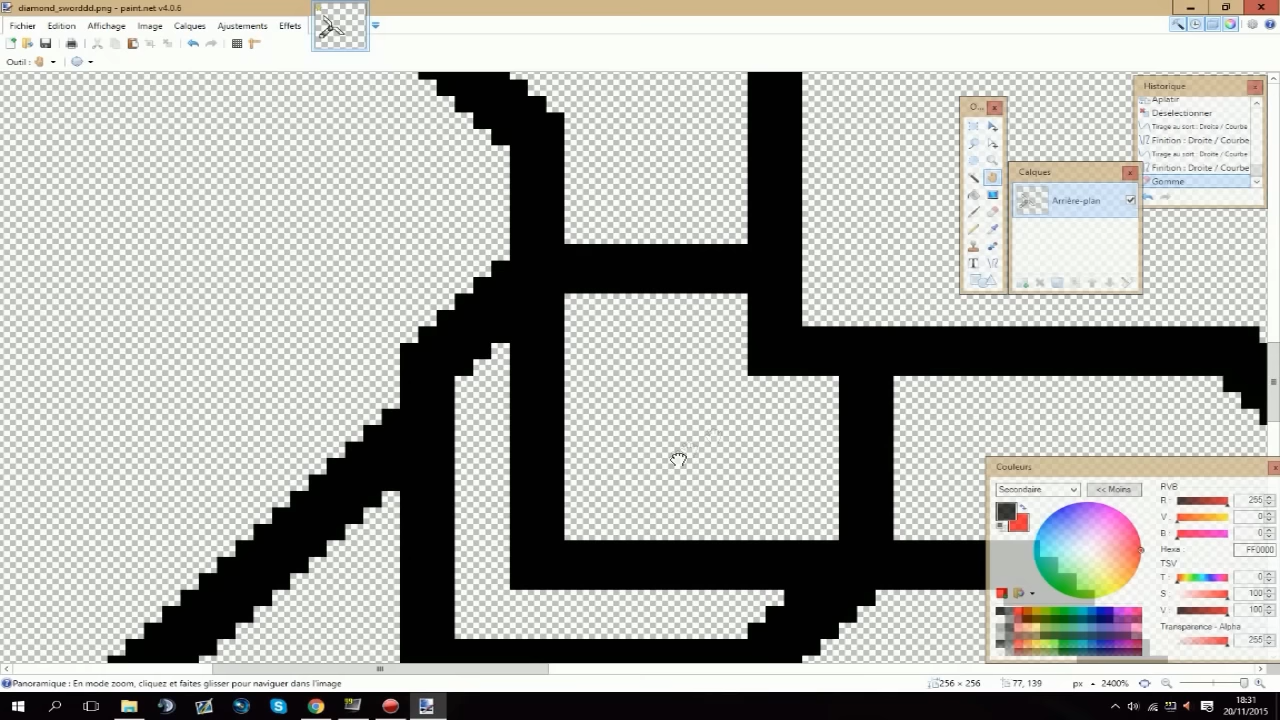 diamond_sworddd.png - paint.net v4.0.6
Fichier Edition Affichage Image Calques Ajustements Effets
Outil :
O...
Historique
Aplatir
Désélectionner
Tirage au sort : Droite / Courbe
Finition : Droite / Courbe
Tirage au sort : Droite / Courbe
Finition : Droite / Courbe
Gomme
Calques
Arrière-plan
Couleurs
Secondaire
<< Moins
RVB
R : 255
V : 0
B : 0
Hexa FF0000
TSV
T : 0
S : 100
V : 100
Transparence - Alpha
255
Panoramique : En mode zoom, cliquez et faites glisser pour naviguer dans l'image
256 × 256
77, 139
px
2400%
18:31
20/11/2015